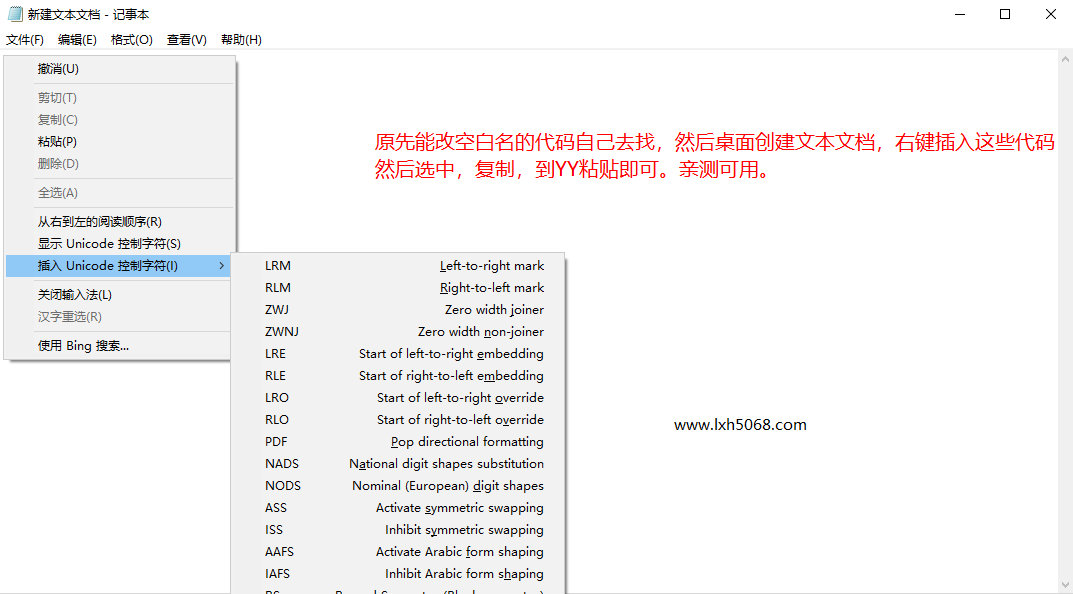 新建文本文档 - 记事本
文件(F) 编辑(E) 格式(O) 查看(V) 帮助(H)
撤消(U)
剪切(T)
复制(C)
粘贴(P)
删除(D)
全选(A)
从右到左的阅读顺序(R)
显示 Unicode 控制字符(S)
插入 Unicode 控制字符(I)
关闭输入法(L)
汉字重选(R)
使用 Bing 搜索...
原先能改空白名的代码自己去找，然后桌面创建文本文档，右键插入这些代码
然后选中，复制，到YY粘贴即可。亲测可用。
LRM Left-to-right mark
RLM Right-to-left mark
ZWJ Zero width joiner
ZWNJ Zero width non-joiner
LRE Start of left-to-right embedding
RLE Start of right-to-left embedding
LRO Start of left-to-right override
RLO Start of right-to-left override
PDF Pop directional formatting
NADS National digit shapes substitution
NODS Nominal (European) digit shapes
ASS Activate symmetric swapping
ISS Inhibit symmetric swapping
AAFS Activate Arabic form shaping
IAFS Inhibit Arabic form shaping
www.lxh5068.com